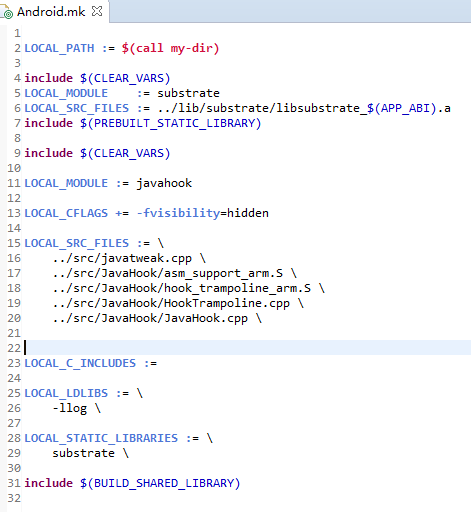 Android.mk
1
2 LOCAL_PATH := $(call my-dir)
3
4 include $(CLEAR_VARS)
5 LOCAL_MODULE    := substrate
6 LOCAL_SRC_FILES := ../lib/substrate/libsubstrate_$(APP_ABI).a
7 include $(PREBUILT_STATIC_LIBRARY)
8
9 include $(CLEAR_VARS)
10
11 LOCAL_MODULE := javahook
12
13 LOCAL_CFLAGS += -fvisibility=hidden
14
15 LOCAL_SRC_FILES := \
16     ../src/javatweak.cpp \
17     ../src/JavaHook/asm_support_arm.S \
18     ../src/JavaHook/hook_trampoline_arm.S \
19     ../src/JavaHook/HookTrampoline.cpp \
20     ../src/JavaHook/JavaHook.cpp \
21
22
23 LOCAL_C_INCLUDES :=
24
25 LOCAL_LDLIBS := \
26     -llog \
27
28 LOCAL_STATIC_LIBRARIES := \
29     substrate \
30
31 include $(BUILD_SHARED_LIBRARY)
32